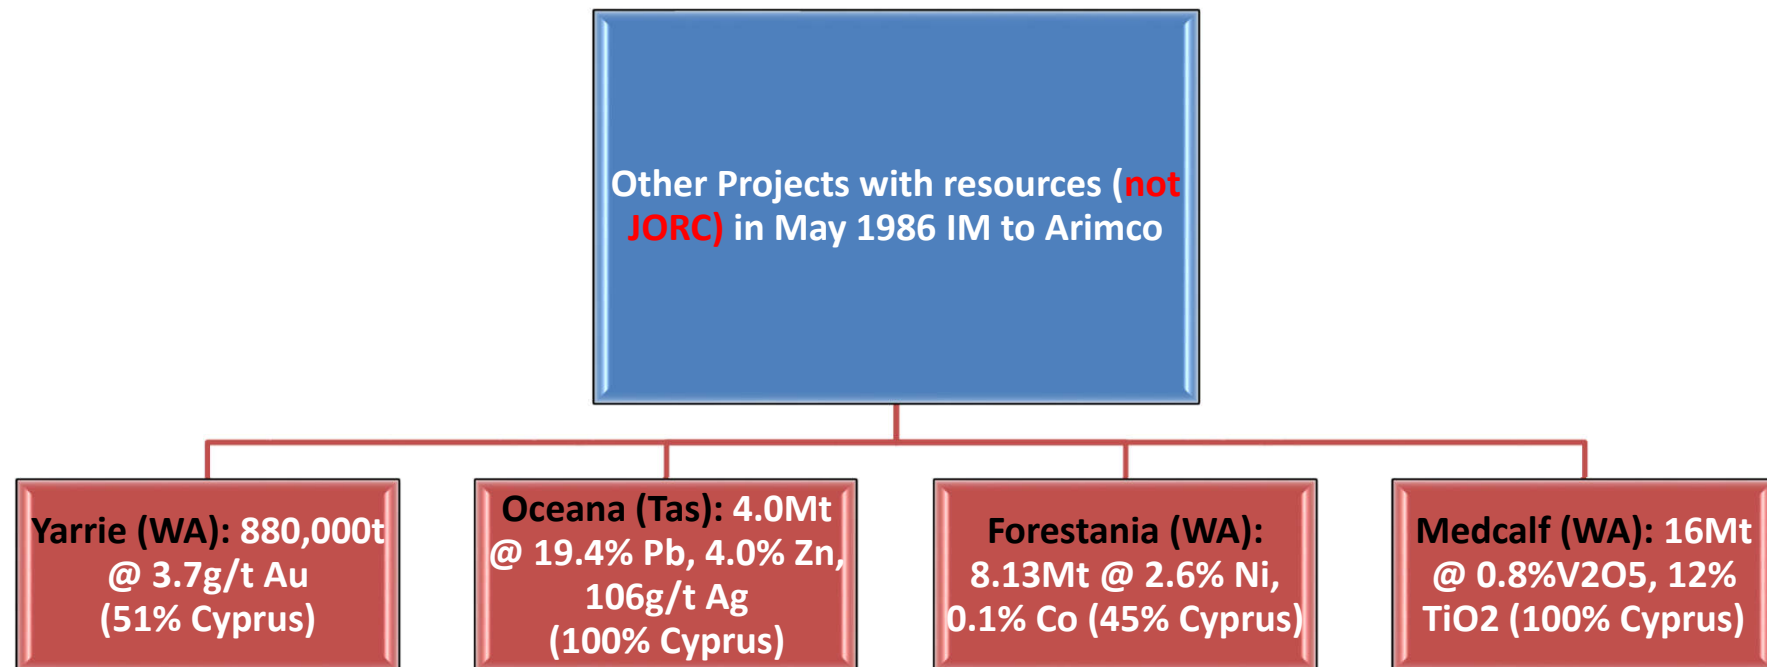 Other Projects with resources (not
JORC) in May 1986 IM to Arimco
Yarrie (WA): 880,000t
@ 3.7g/t Au
(51% Cyprus)
Oceana (Tas): 4.0Mt
@ 19.4% Pb, 4.0% Zn,
106g/t Ag
(100% Cyprus)
Forestania (WA):
8.13Mt @ 2.6% Ni,
0.1% Co (45% Cyprus)
Medcalf (WA): 16Mt
@ 0.8%V2O5, 12%
TiO2 (100% Cyprus)